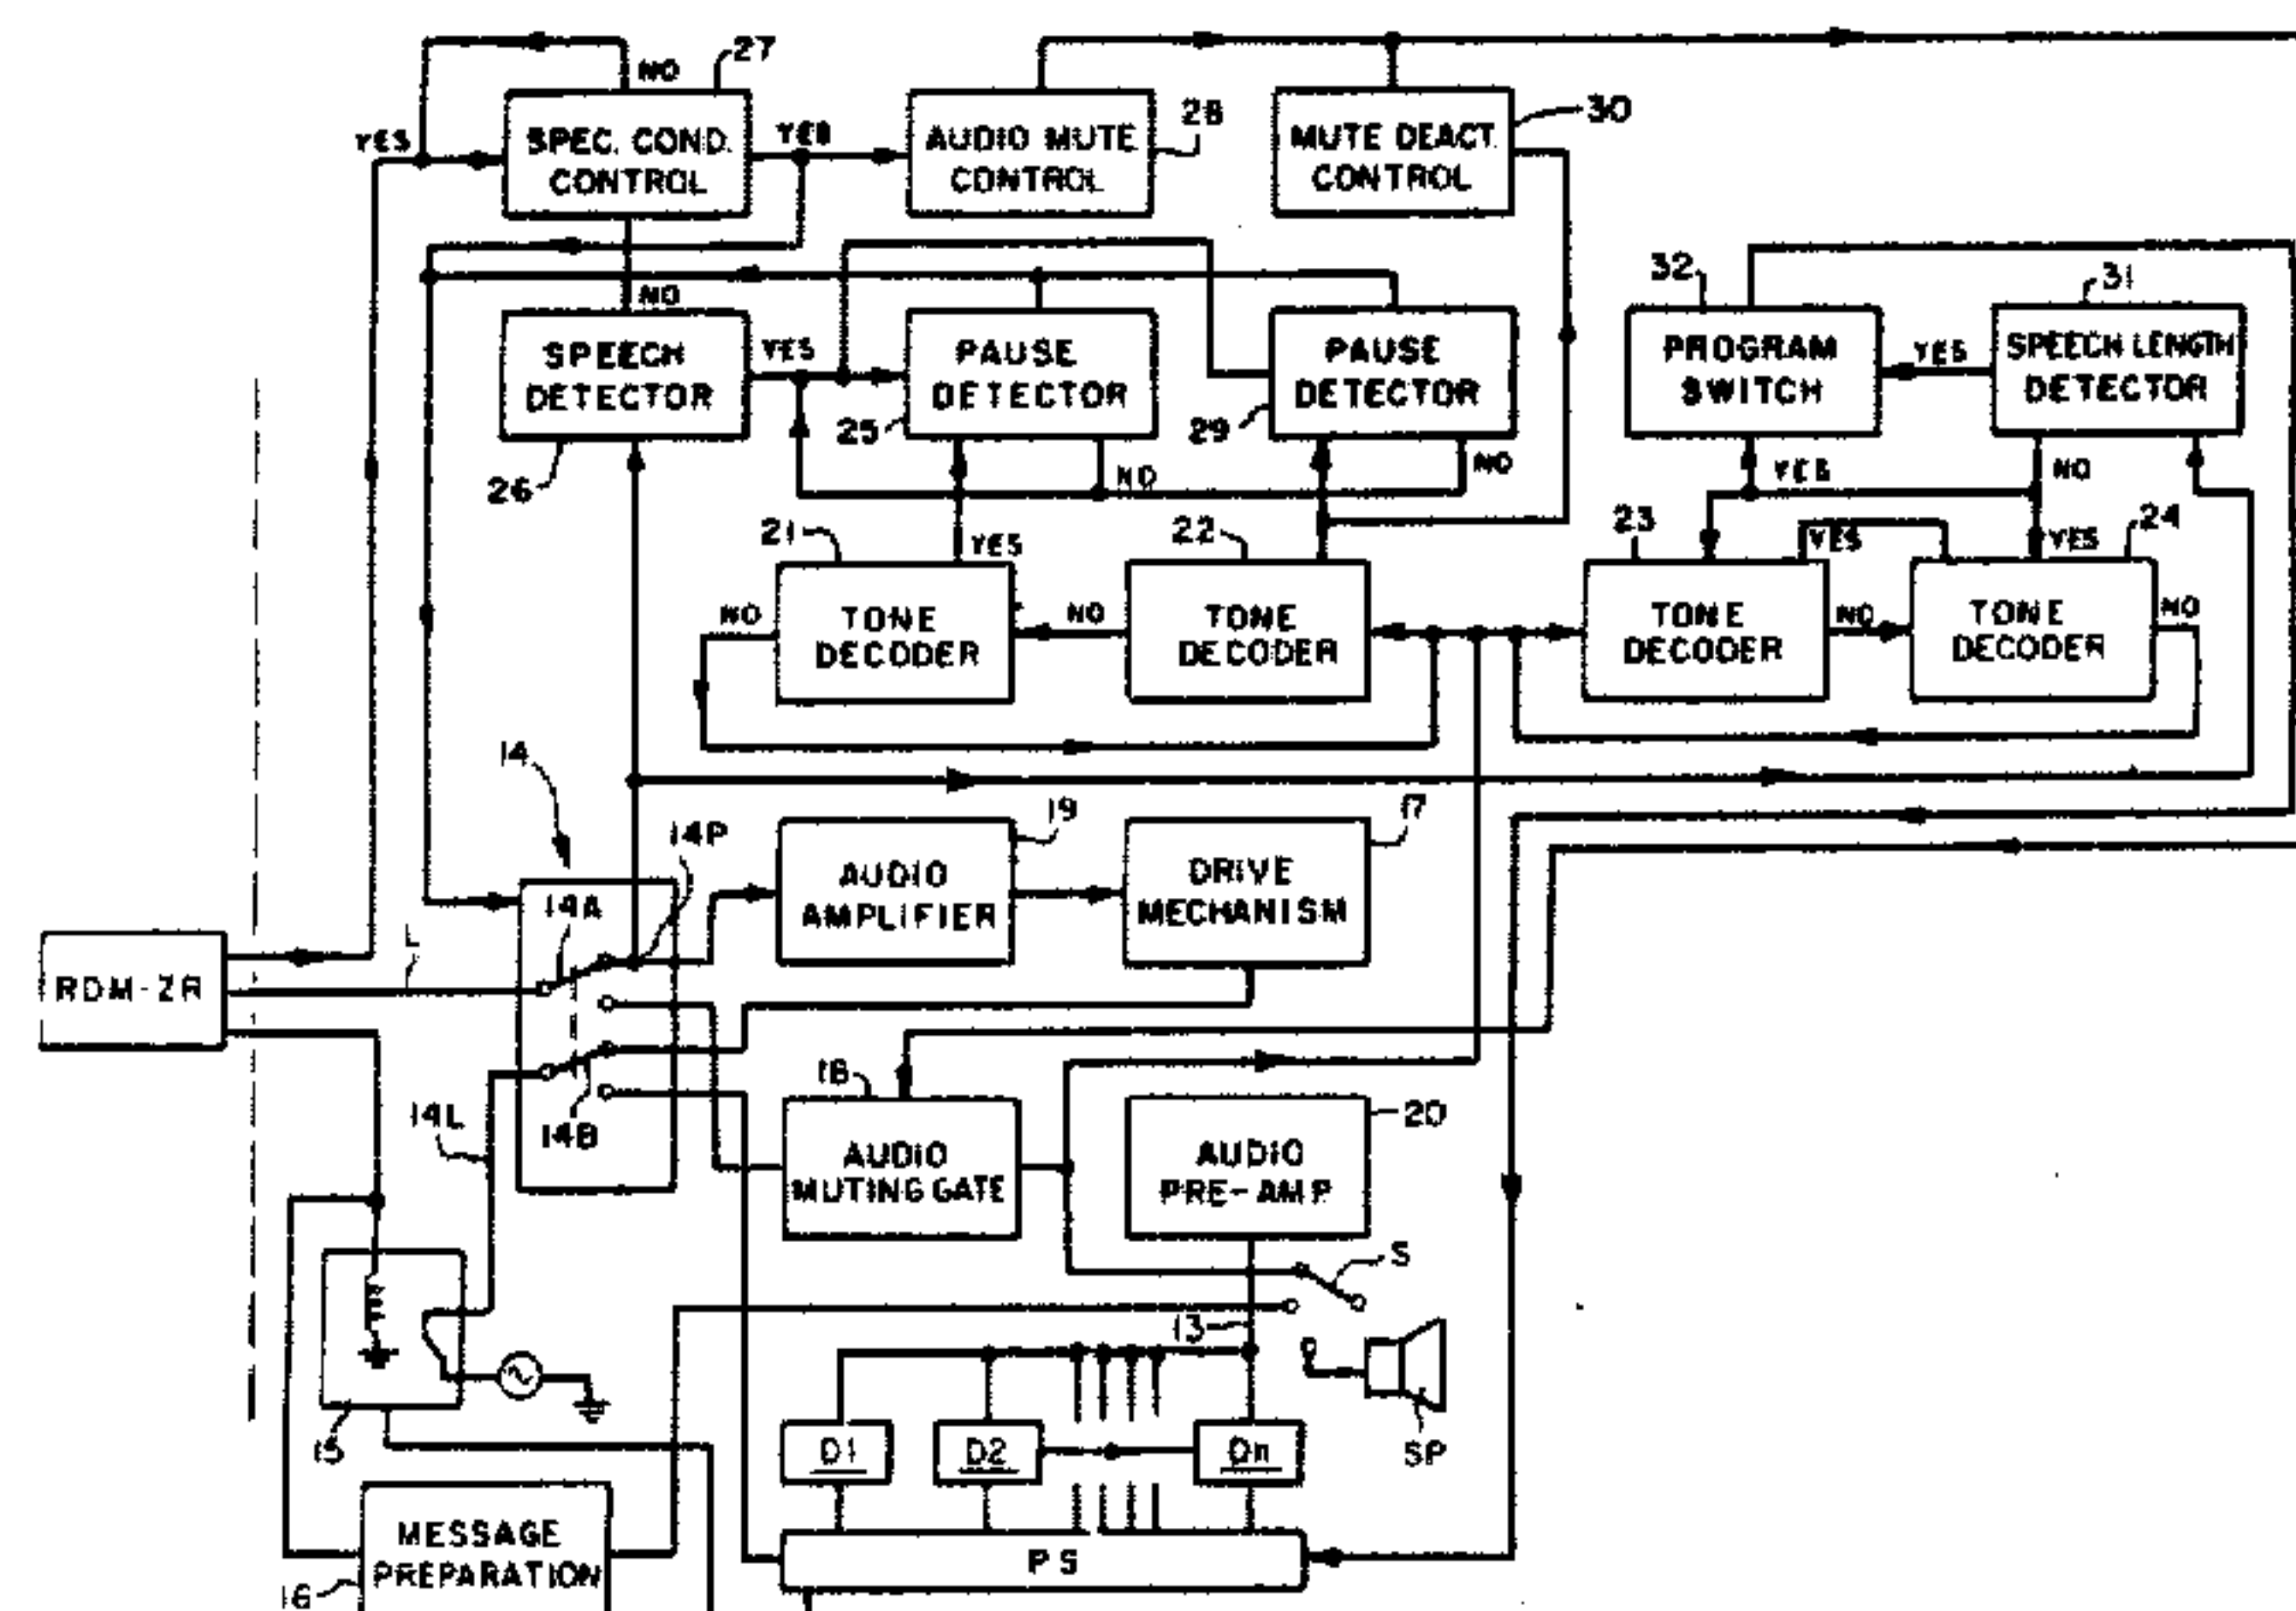 27
NO
YES
SPEC. COND.
CONTROL
YES
AUDIO MUTE
CONTROL
28
MUTE DEACT.
CONTROL
30
NO
SPEECH
DETECTOR
26
YES
PAUSE
DETECTOR
25
NO
PAUSE
DETECTOR
29
NO
32
PROGRAM
SWITCH
YES
31
SPEECH LENGTH
DETECTOR
YES
NO
21
YES
TONE
DECODER
NO
22
NO
TONE
DECODER
23
YES
TONE
DECODER
NO
24
YES
TONE
DECODER
NO
14
14P
14A
14B
14L
L
RDM-2R
19
AUDIO
AMPLIFIER
17
DRIVE
MECHANISM
18
AUDIO
MUTING GATE
20
AUDIO
PRE-AMP
S
13
SP
15
D1
D2
Dn
MESSAGE
PREPARATION
16
PS